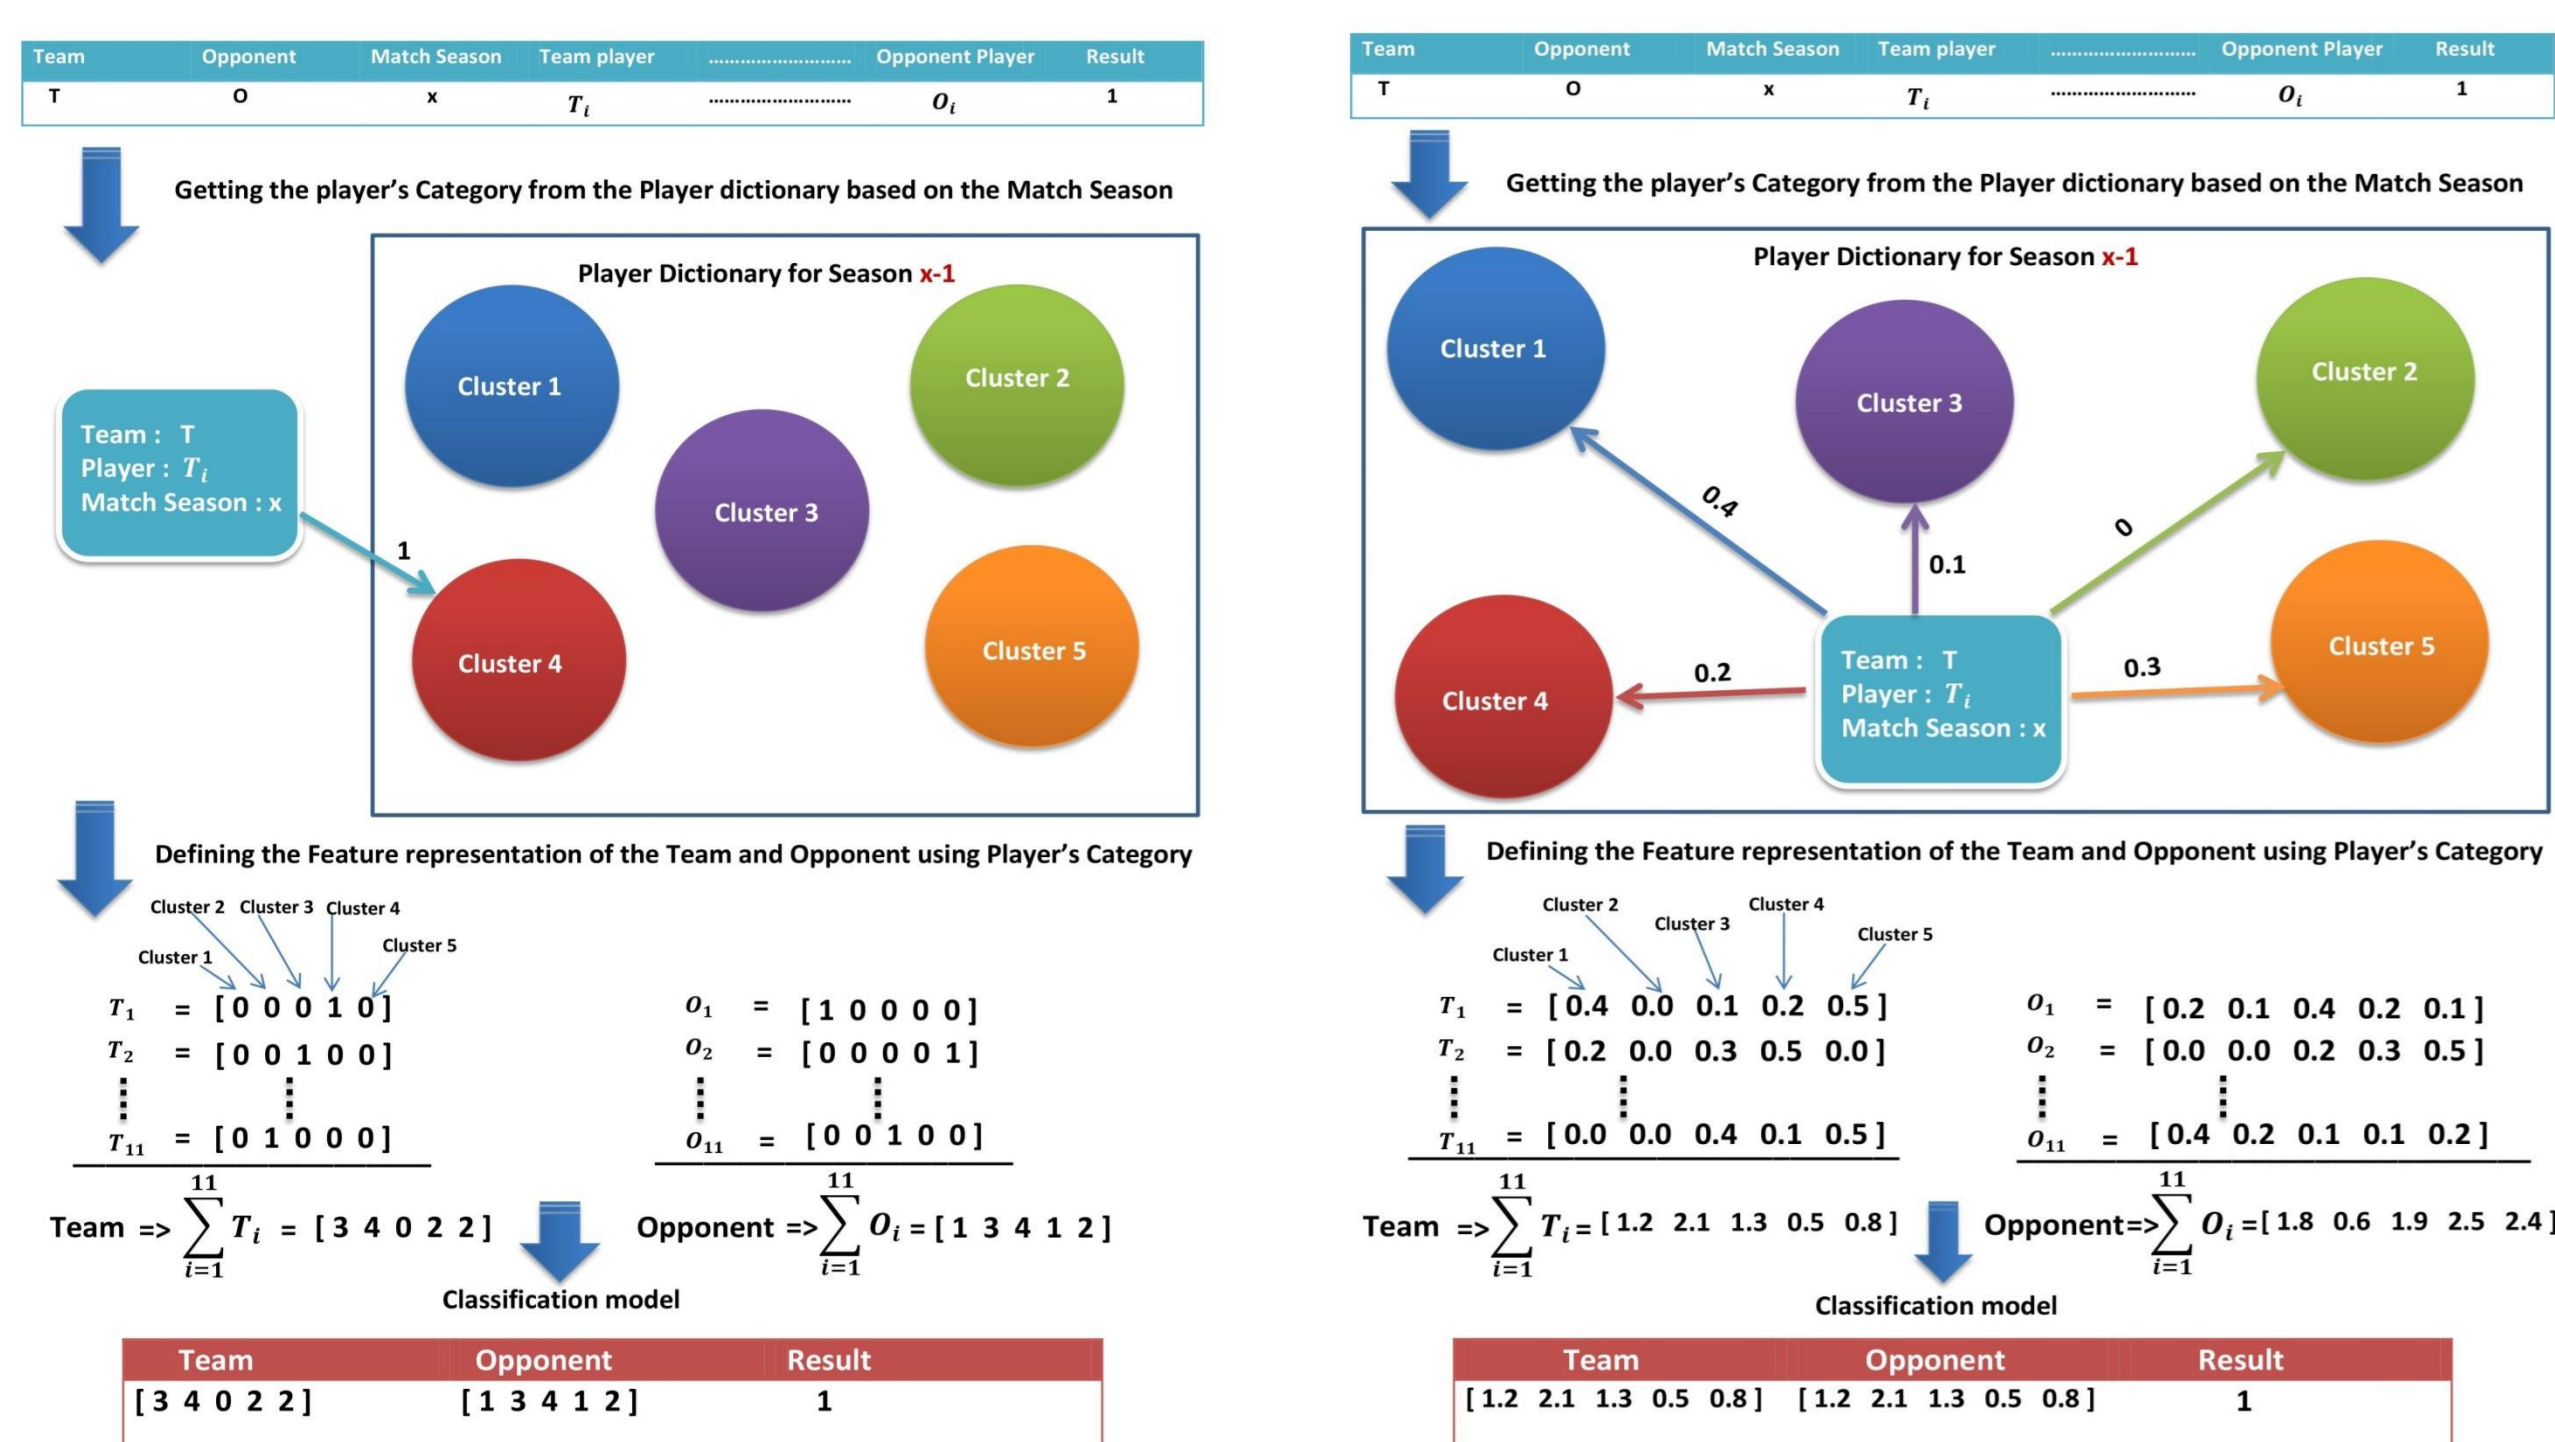 Team Opponent Match Season Team player ........................... Opponent Player Result
T O x Ti ........................... Oi 1
Getting the player's Category from the Player dictionary based on the Match Season
Player Dictionary for Season x-1
Cluster 1
Cluster 2
Cluster 3
Team : T
Player : Ti
Match Season : x
1
Cluster 4
Cluster 5
Defining the Feature representation of the Team and Opponent using Player's Category
Cluster 2 Cluster 3 Cluster 4
Cluster 1 Cluster 5
T1 = [ 0 0 0 1 0 ]
T2 = [ 0 0 1 0 0 ]
T11 = [ 0 1 0 0 0 ]
O1 = [ 1 0 0 0 0 ]
O2 = [ 0 0 0 0 1 ]
O11 = [ 0 0 1 0 0 ]
Team => 11 ∑ i=1 Ti = [ 3 4 0 2 2 ]
Opponent => 11 ∑ i=1 Oi = [ 1 3 4 1 2 ]
Classification model
Team Opponent Result
[ 3 4 0 2 2 ] [ 1 3 4 1 2 ] 1
Team Opponent Match Season Team player ........................... Opponent Player Result
T O x Ti ........................... Oi 1
Getting the player's Category from the Player dictionary based on the Match Season
Player Dictionary for Season x-1
Cluster 1
Cluster 3
Cluster 2
0.4
0.1
0
Cluster 4
0.2
Team : T
Player : Ti
Match Season : x
0.3
Cluster 5
Defining the Feature representation of the Team and Opponent using Player's Category
Cluster 2 Cluster 4
Cluster 3 Cluster 5
Cluster 1
T1 = [ 0.4 0.0 0.1 0.2 0.5 ]
T2 = [ 0.2 0.0 0.3 0.5 0.0 ]
T11 = [ 0.0 0.0 0.4 0.1 0.5 ]
O1 = [ 0.2 0.1 0.4 0.2 0.1 ]
O2 = [ 0.0 0.0 0.2 0.3 0.5 ]
O11 = [ 0.4 0.2 0.1 0.1 0.2 ]
Team => 11 ∑ i=1 Ti = [ 1.2 2.1 1.3 0.5 0.8 ]
Opponent=> 11 ∑ i=1 Oi =[ 1.8 0.6 1.9 2.5 2.4 ]
Classification model
Team Opponent Result
[ 1.2 2.1 1.3 0.5 0.8 ] [ 1.2 2.1 1.3 0.5 0.8 ] 1